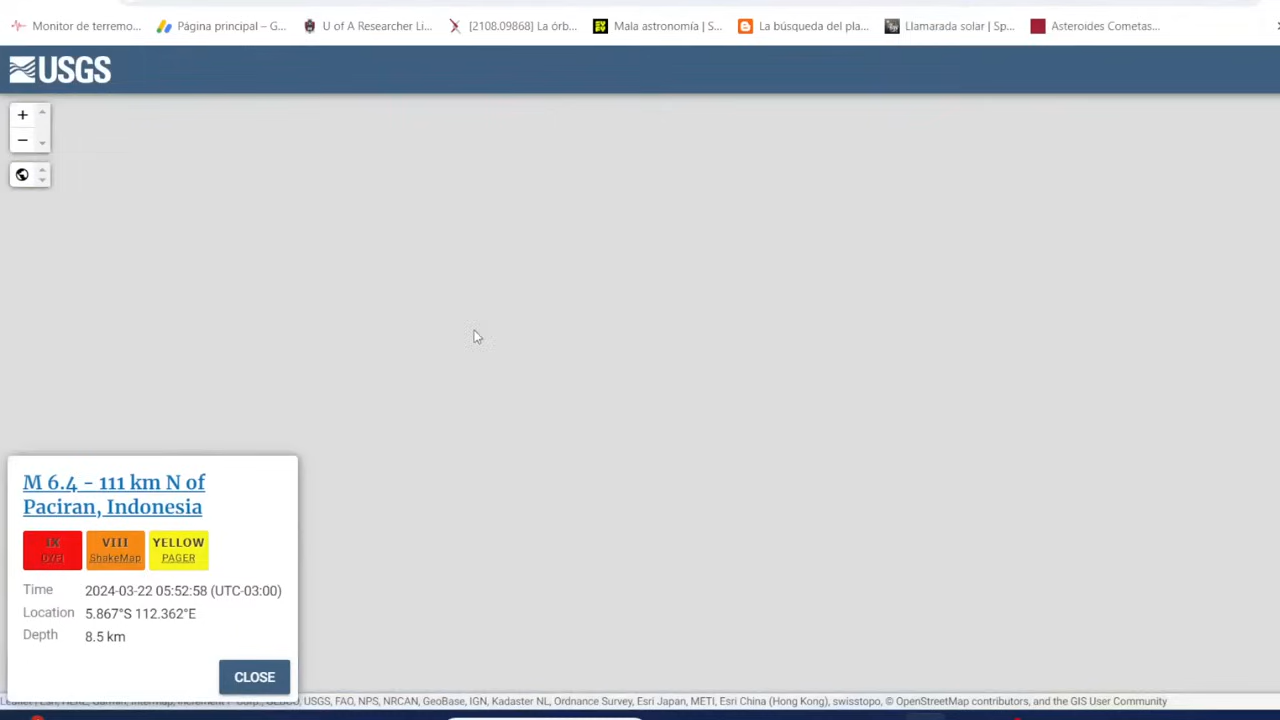 Monitor de terremo... Página principal – G... U of A Researcher Li... [2108.09868] La órb... Mala astronomía | S... La búsqueda del pla... Llamarada solar | Sp... Asteroides Cometas...
USGS
+
−
M 6.4 - 111 km N of
Paciran, Indonesia
IX VIII YELLOW
DYFI ShakeMap PAGER
Time 2024-03-22 05:52:58 (UTC-03:00)
Location 5.867°S 112.362°E
Depth 8.5 km
CLOSE
USGS, FAO, NPS, NRCAN, GeoBase, IGN, Kadaster NL, Ordnance Survey, Esri Japan, METI, Esri China (Hong Kong), swisstopo, © OpenStreetMap contributors, and the GIS User Community